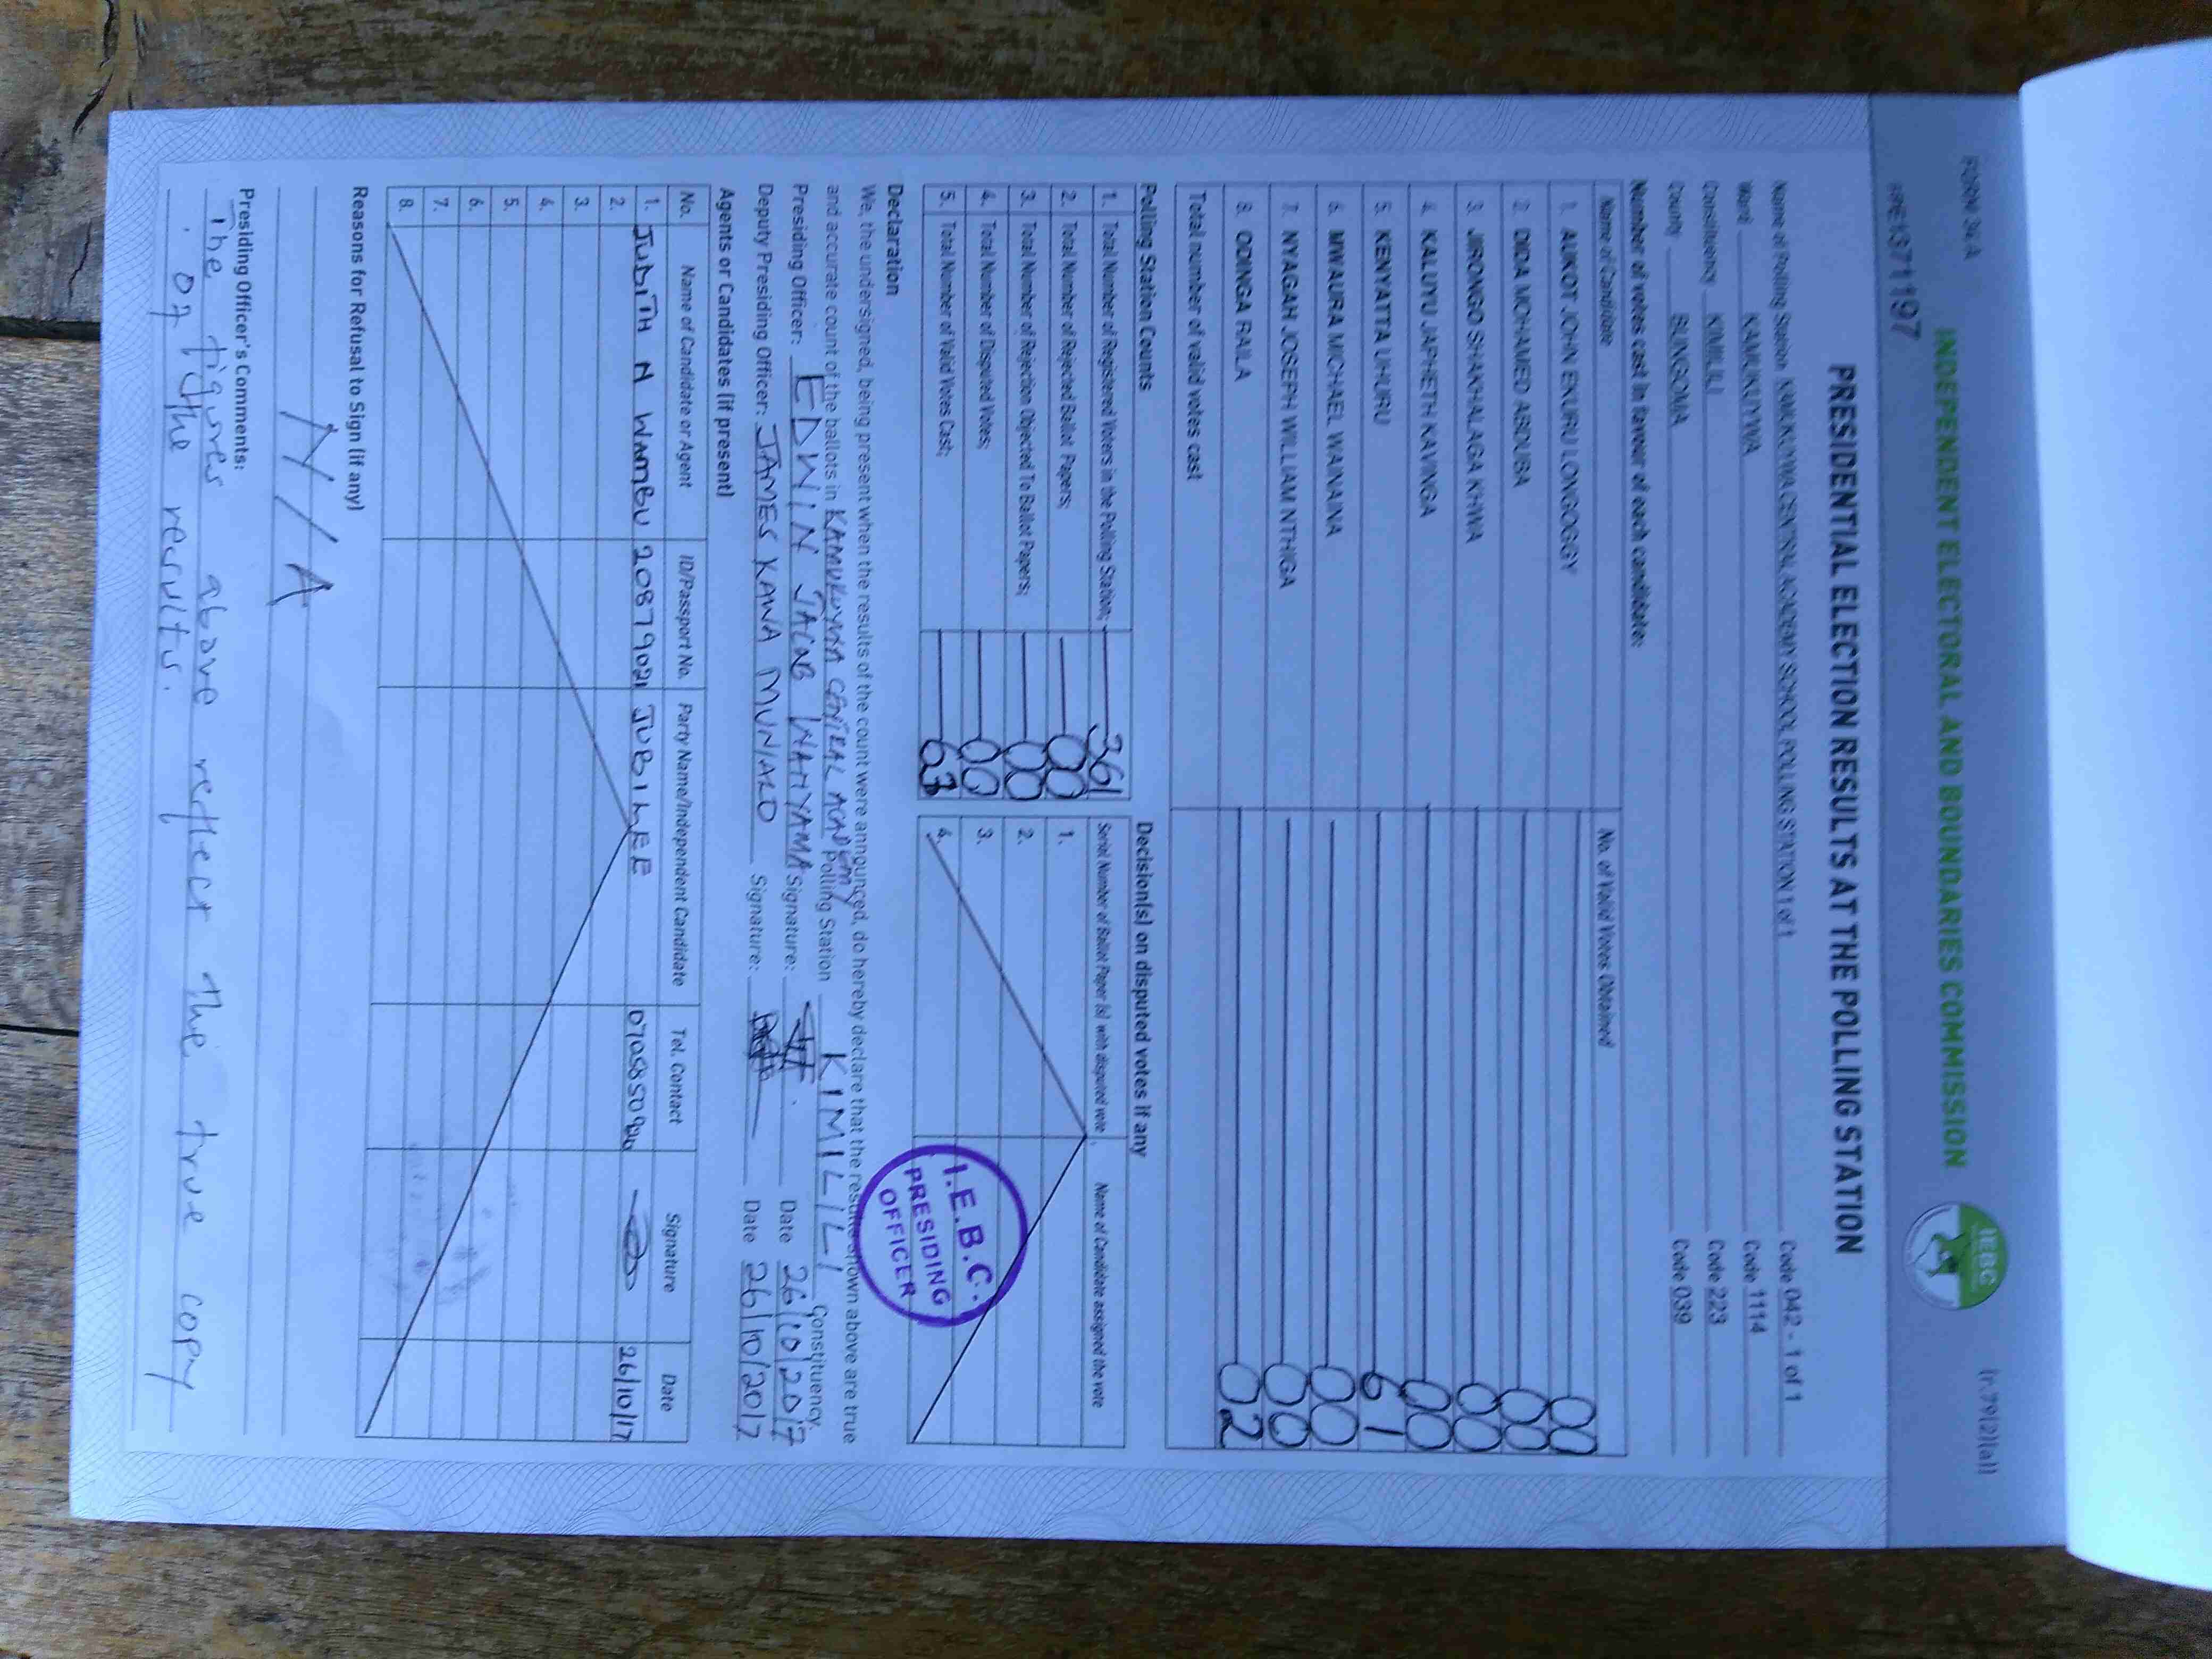 FORM 34A
(r.79(2)(a))
INDEPENDENT ELECTORAL AND BOUNDARIES COMMISSION
IEBC
PRESIDENTIAL ELECTION RESULTS AT THE POLLING STATION
Name of Polling Station KAMUKUYWA CENTRAL ACADEMY SCHOOL POLLING STATION 1 of 1 Code 042 - 1 of 1
Ward KAMUKUYWA Code 1114
Constituency KIMILILI Code 223
County BUNGOMA Code 039
Number of votes cast in favour of each candidate:
Name of Candidate No. of Valid Votes Obtained
1. AUKOT JOHN EKURU LONGOGGY 00
2. DIDA MOHAMED ABDUBA 00
3. JIRONGO SHAKHALAGA KHWA 00
4. KALUYU JAPHETH KAVINGA 00
5. KENYATTA UHURU 61
6. MWAURA MICHAEL WAINAINA 00
7. NYAGAH JOSEPH WILLIAM NTHIGA 00
8. ODINGA RAILA 02
Total number of valid votes cast
Polling Station Counts
1. Total Number of Registered Voters in the Polling Station; 361
2. Total Number of Rejected Ballot Papers; 00
3. Total Number of Rejection Objected To Ballot Papers; 00
4. Total Number of Disputed Votes; 00
5. Total Number of Valid Votes Cast; 63
Decision(s) on disputed votes if any
Serial Number of Ballot Paper (s) with disputed vote Name of Candidate assigned the vote
1.
2.
3.
4.
I.E.B.C.
PRESIDING
OFFICER
Declaration
We, the undersigned, being present when the results of the count were announced, do hereby declare that the results shown above are true
and accurate count of the ballots in KAMUKUYWA CENTRAL ACADEMY Polling Station KIMILILI Constituency.
Presiding Officer: EDWIN JACOB WATIYAMA Signature: Date 26/10/2017
Deputy Presiding Officer: JAMES KAWA MUNIALO Signature: Date 26/10/2017
Agents or Candidates (if present)
No. Name of Candidate or Agent ID/Passport No. Party Name/Independent Candidate Tel. Contact Signature Date
1. JUDITH N WAMBU 20879021 JUBILEE 26/10/17
2.
3.
4.
5.
6.
7.
8.
Reasons for Refusal to Sign (if any)
N/A
Presiding Officer's Comments:
The figures above reflect the true copy
of the results.